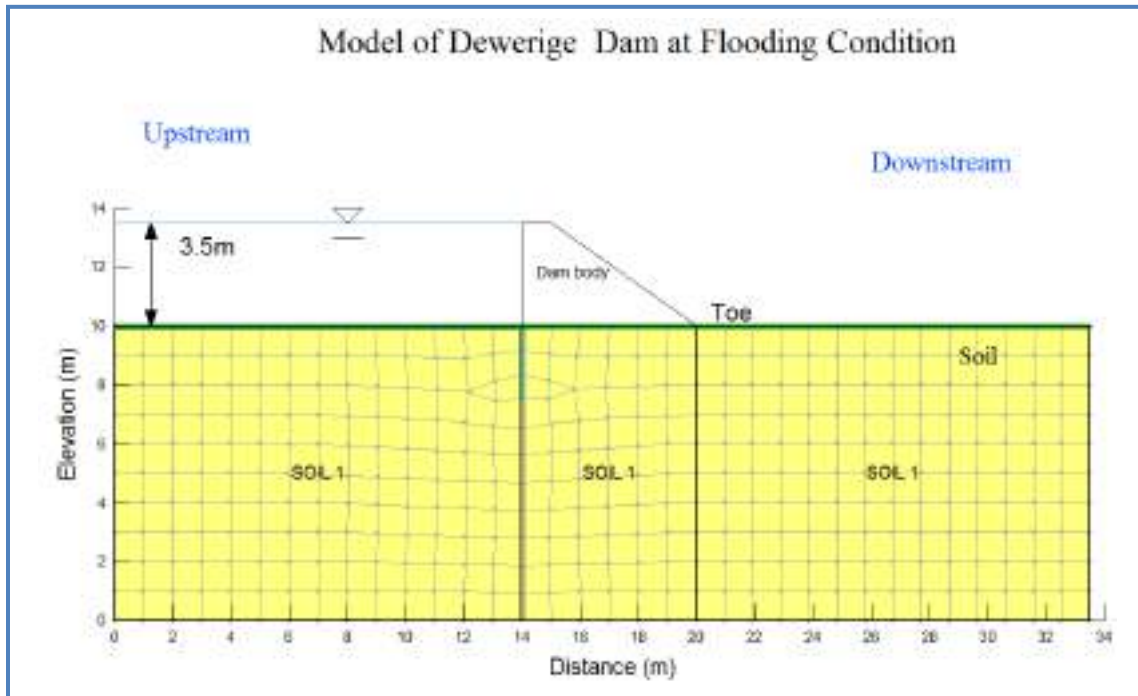 Model of Dewerige Dam at Flooding Condition
Upstream
Downstream
14
3.5m
12
Dam body
Toe
10
Soil
8
6
SOIL 1
SOIL 1
SOIL 1
4
2
0
Elevation (m)
0 2 4 6 8 10 12 14 16 18 20 22 24 26 28 30 32 34
Distance (m)